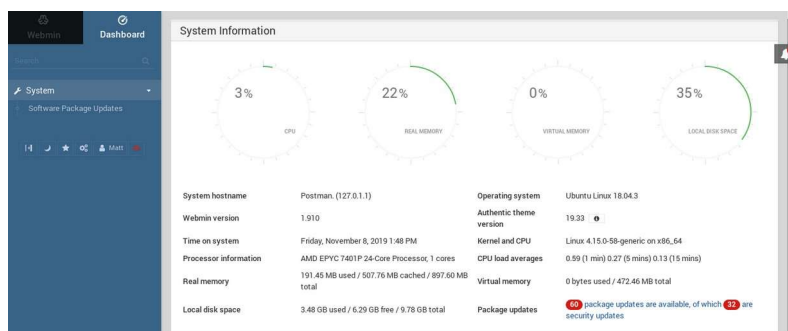 Webmin
Dashboard
System Information
Search
System
Software Package Updates
Matt
3%
CPU
22%
REAL MEMORY
0%
VIRTUAL MEMORY
35%
LOCAL DISK SPACE
System hostname Postman. (127.0.1.1) Operating system Ubuntu Linux 18.04.3
Webmin version 1.910 Authentic theme
version 19.33
Time on system Friday, November 8, 2019 1:48 PM Kernel and CPU Linux 4.15.0-58-generic on x86_64
Processor information AMD EPYC 7401P 24-Core Processor, 1 cores CPU load averages 0.59 (1 min) 0.27 (5 mins) 0.13 (15 mins)
Real memory 191.45 MB used / 507.76 MB cached / 897.60 MB
total Virtual memory 0 bytes used / 472.46 MB total
Local disk space 3.48 GB used / 6.29 GB free / 9.78 GB total Package updates 60 package updates are available, of which 32 are
security updates